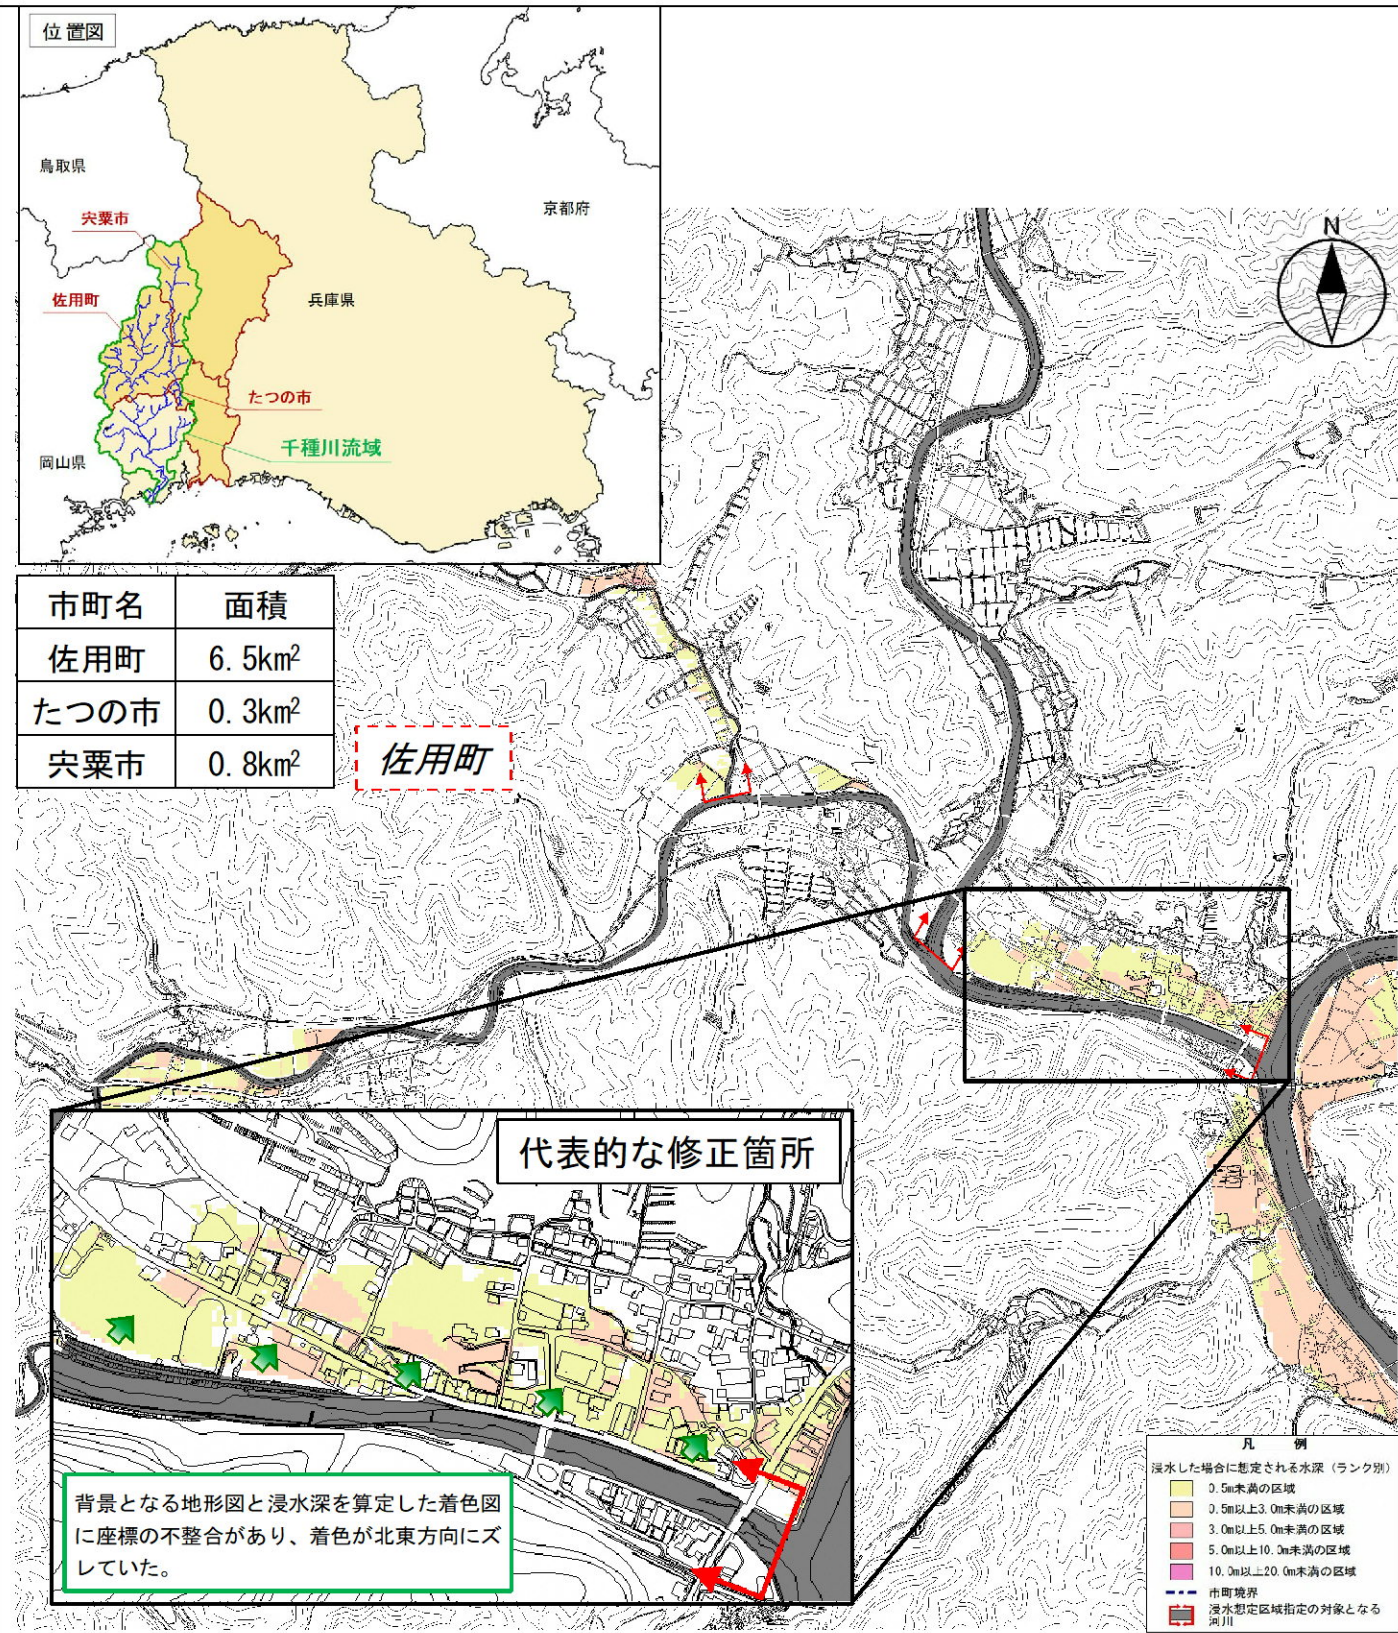 位置図
鳥取県
京都府
宍粟市
佐用町
兵庫県
たつの市
千種川流域
岡山県
N
市町名 面積
佐用町 6.5km²
たつの市 0.3km²
宍粟市 0.8km²
佐用町
代表的な修正箇所
背景となる地形図と浸水深を算定した着色図
に座標の不整合があり、着色が北東方向にズ
レていた。
凡 例
浸水した場合に想定される水深（ランク別）
0.5m未満の区域
0.5m以上3.0m未満の区域
3.0m以上5.0m未満の区域
5.0m以上10.0m未満の区域
10.0m以上20.0m未満の区域
市町境界
浸水想定区域指定の対象となる
河川